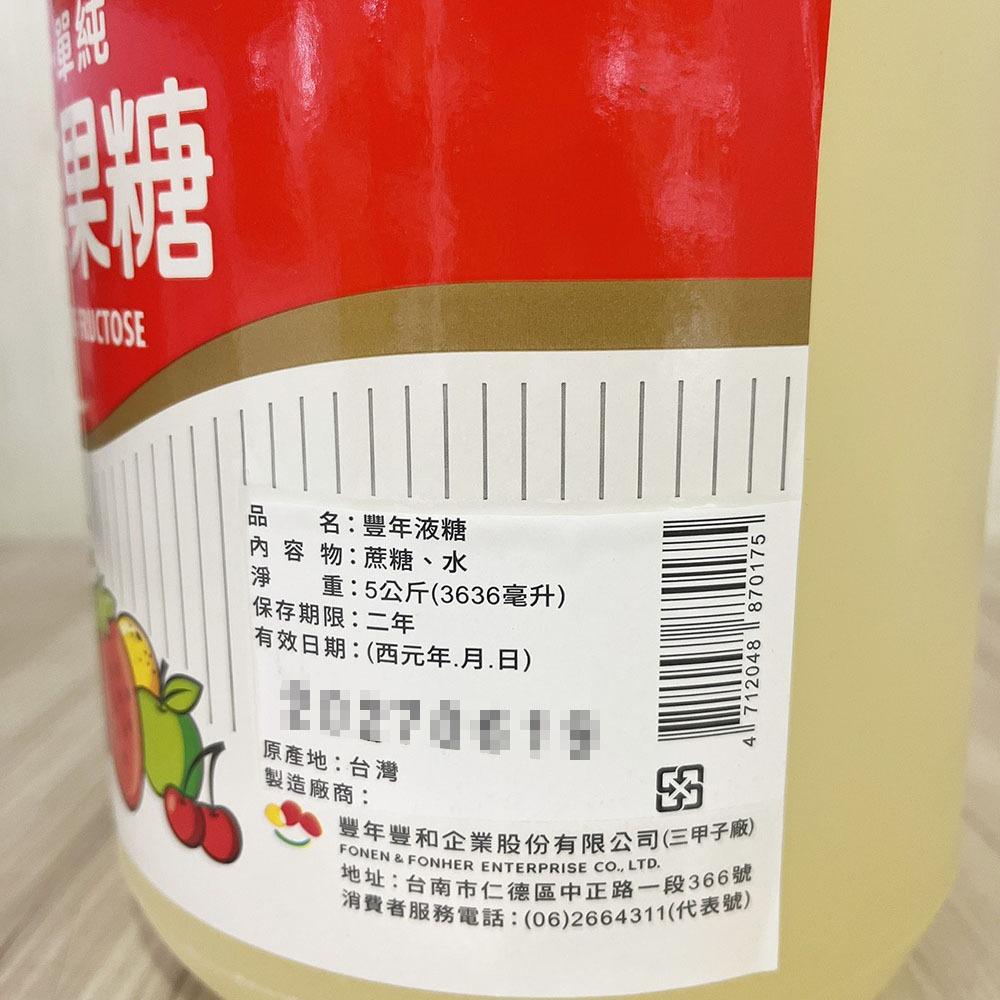 單純
果糖
FRUCTOSE
品名：豐年液糖
內容物：蔗糖、水
淨重：5公斤(3636毫升)
保存期限：二年
有效日期：(西元年.月.日)
原產地：台灣
製造廠商：
豐年豐和企業股份有限公司(三甲子廠)
FONEN & FONHER ENTERPRISE CO., LTD.
地址：台南市仁德區中正路一段366號
消費者服務電話：(06)2664311(代表號)
4 712048 870175